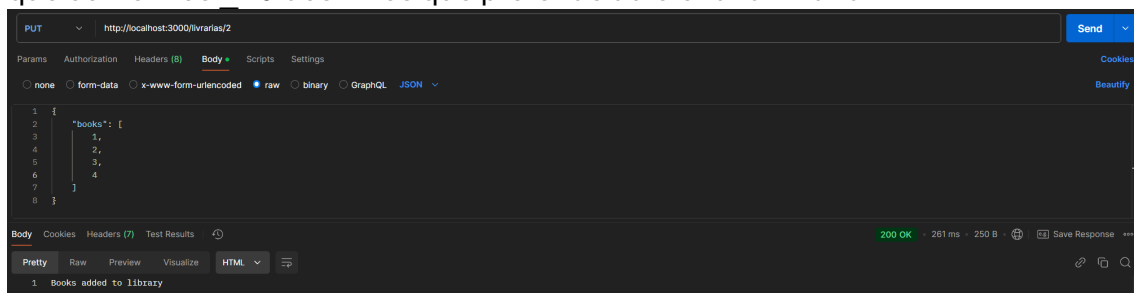 PUT http://localhost:3000/livrarias/2 Send
Params Authorization Headers (8) Body Scripts Settings Cookies
none form-data x-www-form-urlencoded raw binary GraphQL JSON Beautify
1 {
2 "books": [
3 1,
4 2,
5 3,
6 4
7 ]
8 }
Body Cookies Headers (7) Test Results 200 OK 261 ms 250 B Save Response
Pretty Raw Preview Visualize HTML
1 Books added to library